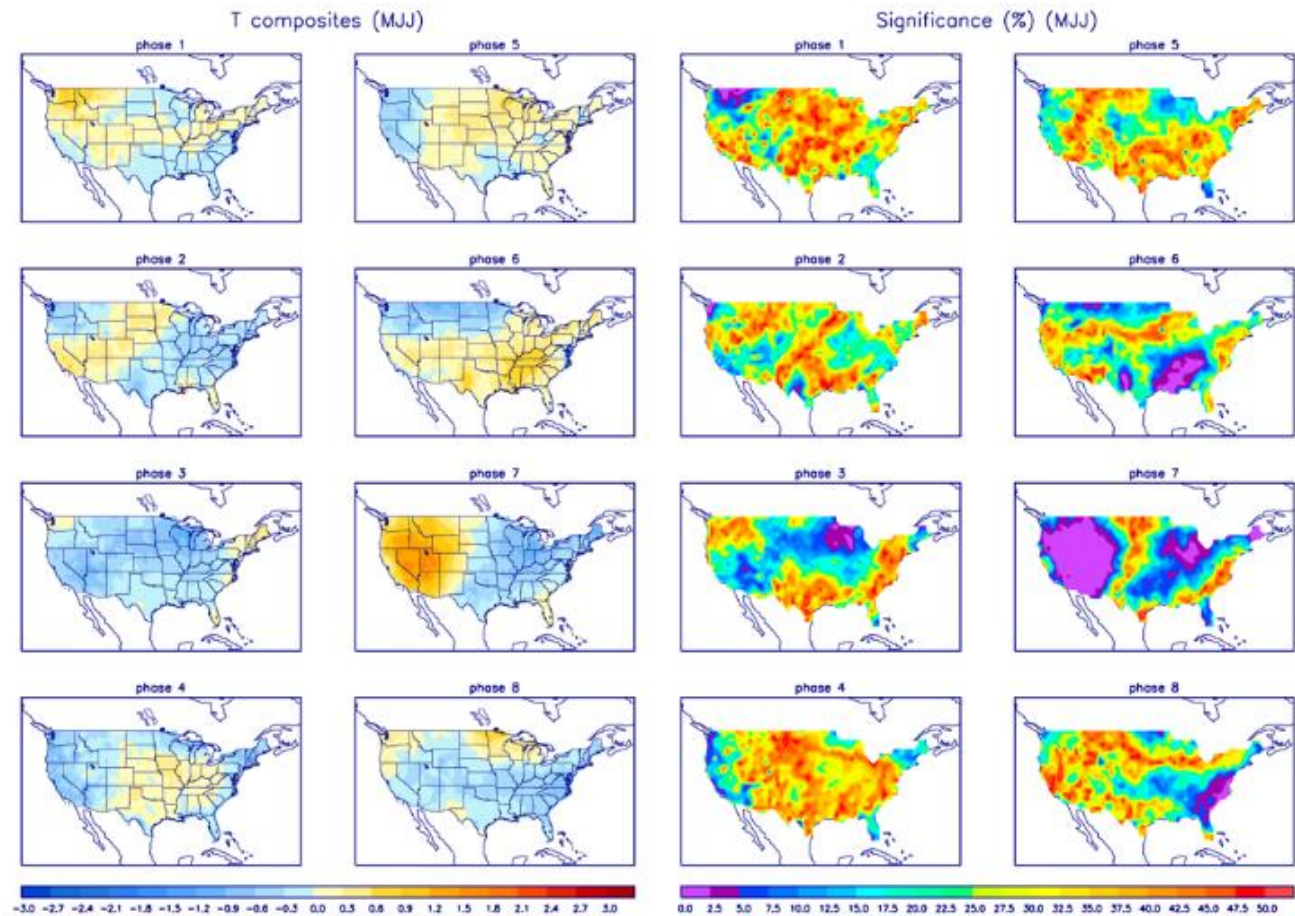 T composites (MJJ) Significance (%) (MJJ)
phase 1 phase 5 phase 1 phase 5
phase 2 phase 6 phase 2 phase 6
phase 3 phase 7 phase 3 phase 7
phase 4 phase 8 phase 4 phase 8
-3.0 -2.7 -2.4 -2.1 -1.8 -1.5 -1.2 -0.9 -0.6 -0.3 0.0 0.3 0.6 0.9 1.2 1.5 1.8 2.1 2.4 2.7 3.0 0.0 2.5 5.0 7.5 10.0 12.5 15.0 17.5 20.0 22.5 25.0 27.5 30.0 32.5 35.0 37.5 40.0 42.5 45.0 47.5 50.0